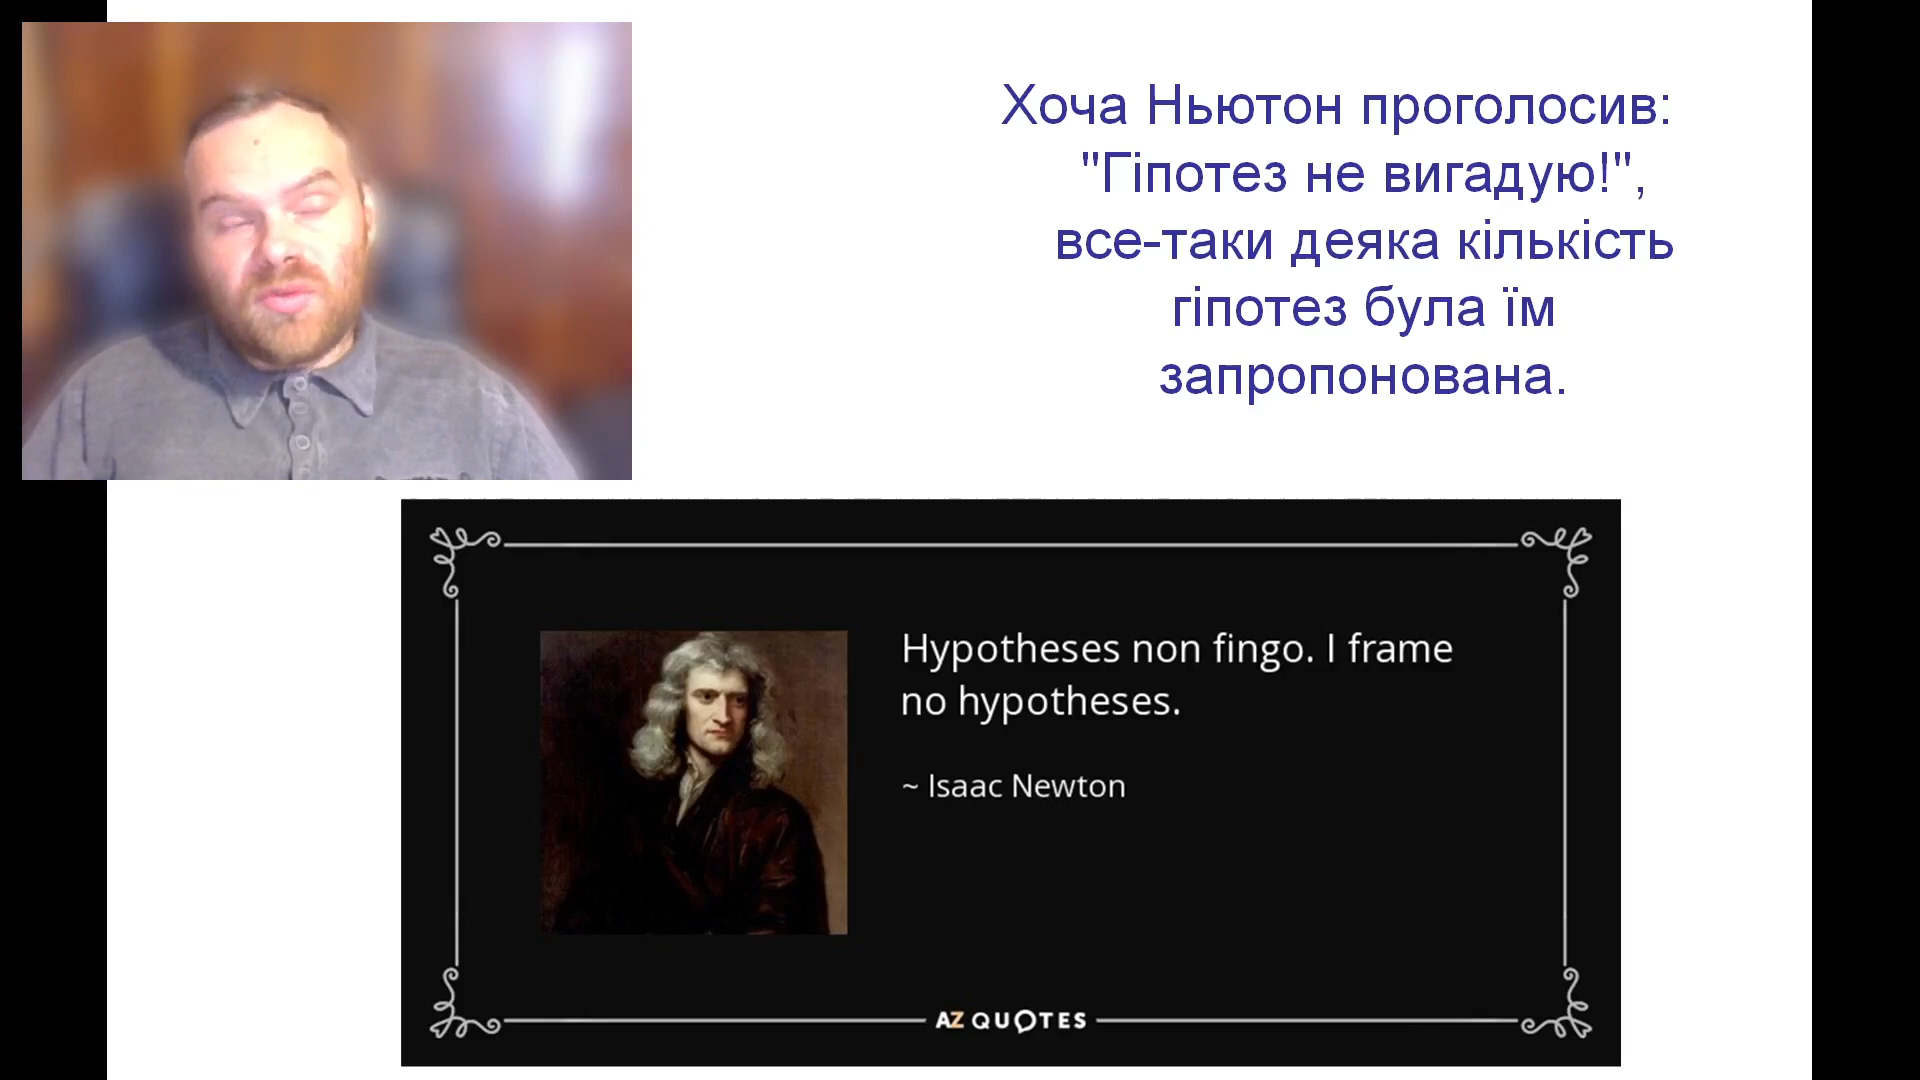 Хоча Ньютон проголосив:
"Гіпотез не вигадую!",
все-таки деяка кількість
гіпотез була їм
запропонована.
Hypotheses non fingo. I frame
no hypotheses.
~ Isaac Newton
AZ QUOTES